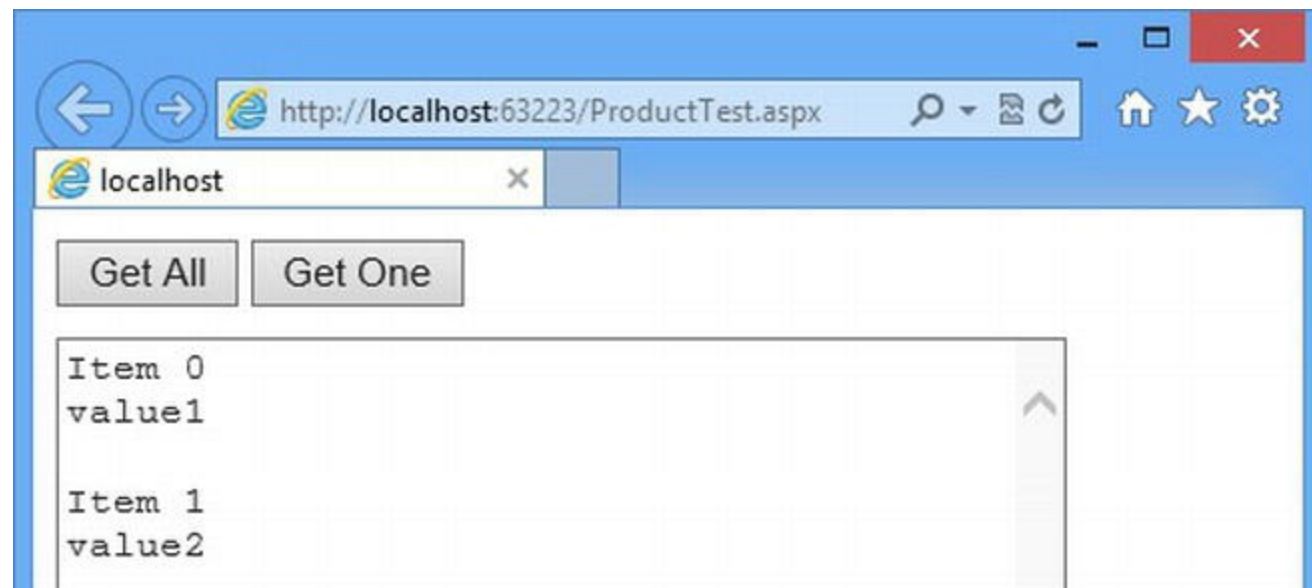 http://localhost:63223/ProductTest.aspx
localhost
Get All Get One
Item 0
value1
Item 1
value2